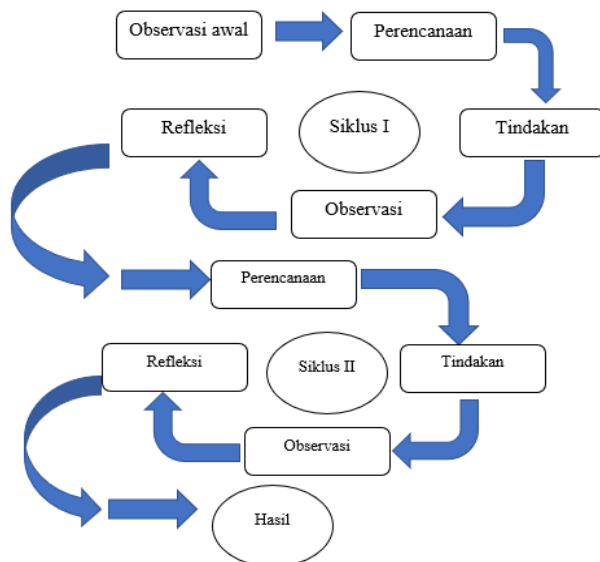 Observasi awal
Perencanaan
Refleksi
Siklus I
Tindakan
Observasi
Perencanaan
Refleksi
Siklus II
Tindakan
Observasi
Hasil